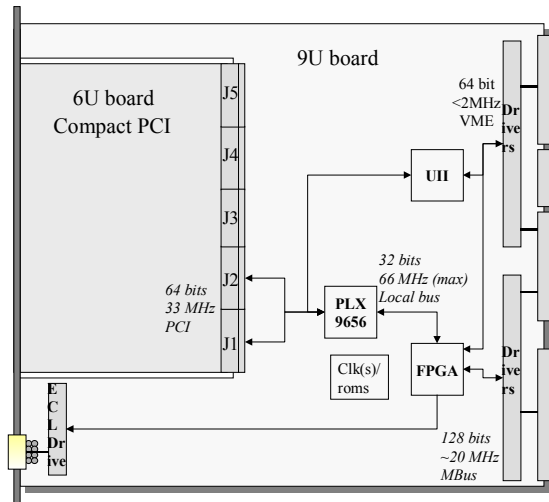 9U board
6U board
Compact PCI
J5
J4
J3
J2
J1
64 bit
<2MHz
VME
Dr
ive
rs
UII
64 bits
33 MHz
PCI
PLX
9656
32 bits
66 MHz (max)
Local bus
Clk(s)/
roms
FPGA
Dr
ive
rs
E
C
L
Dr
ive
128 bits
~20 MHz
MBus